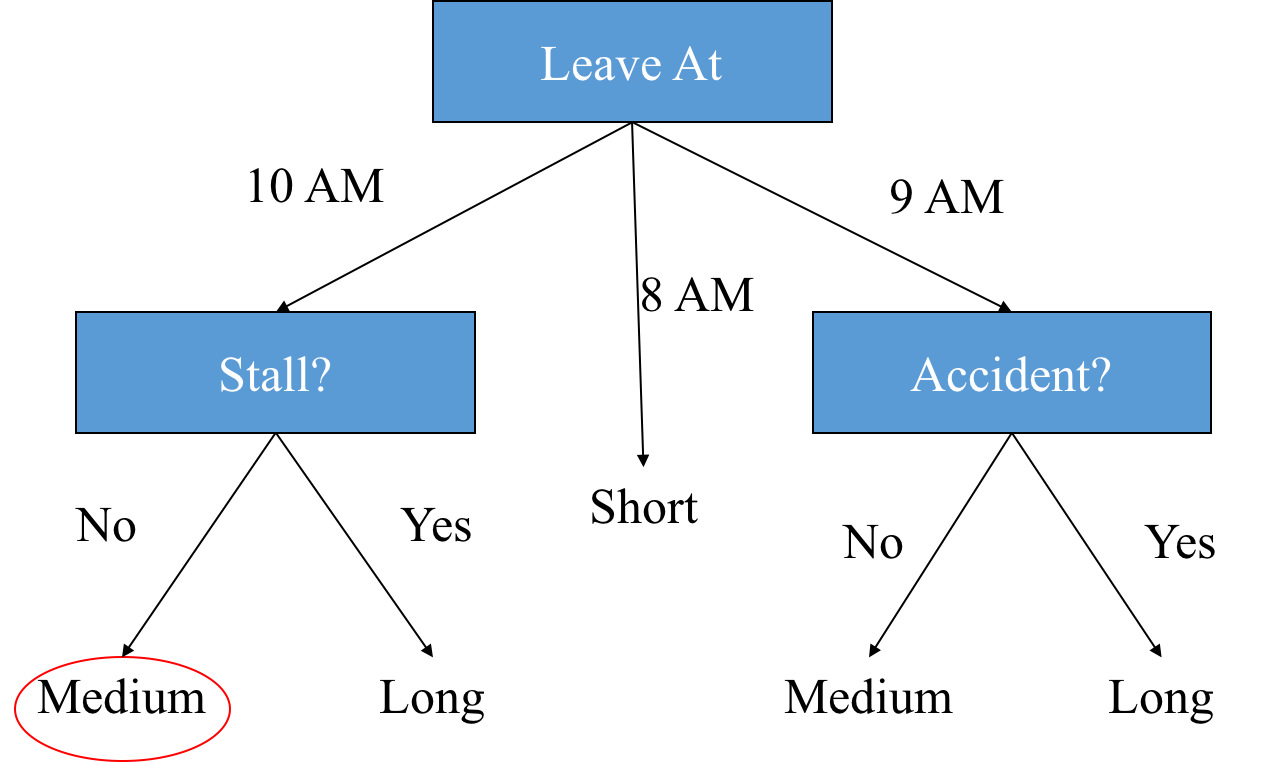 Leave At
10 AM
9 AM
8 AM
Stall?
Accident?
No
Yes
Short
No
Yes
Medium
Long
Medium
Long